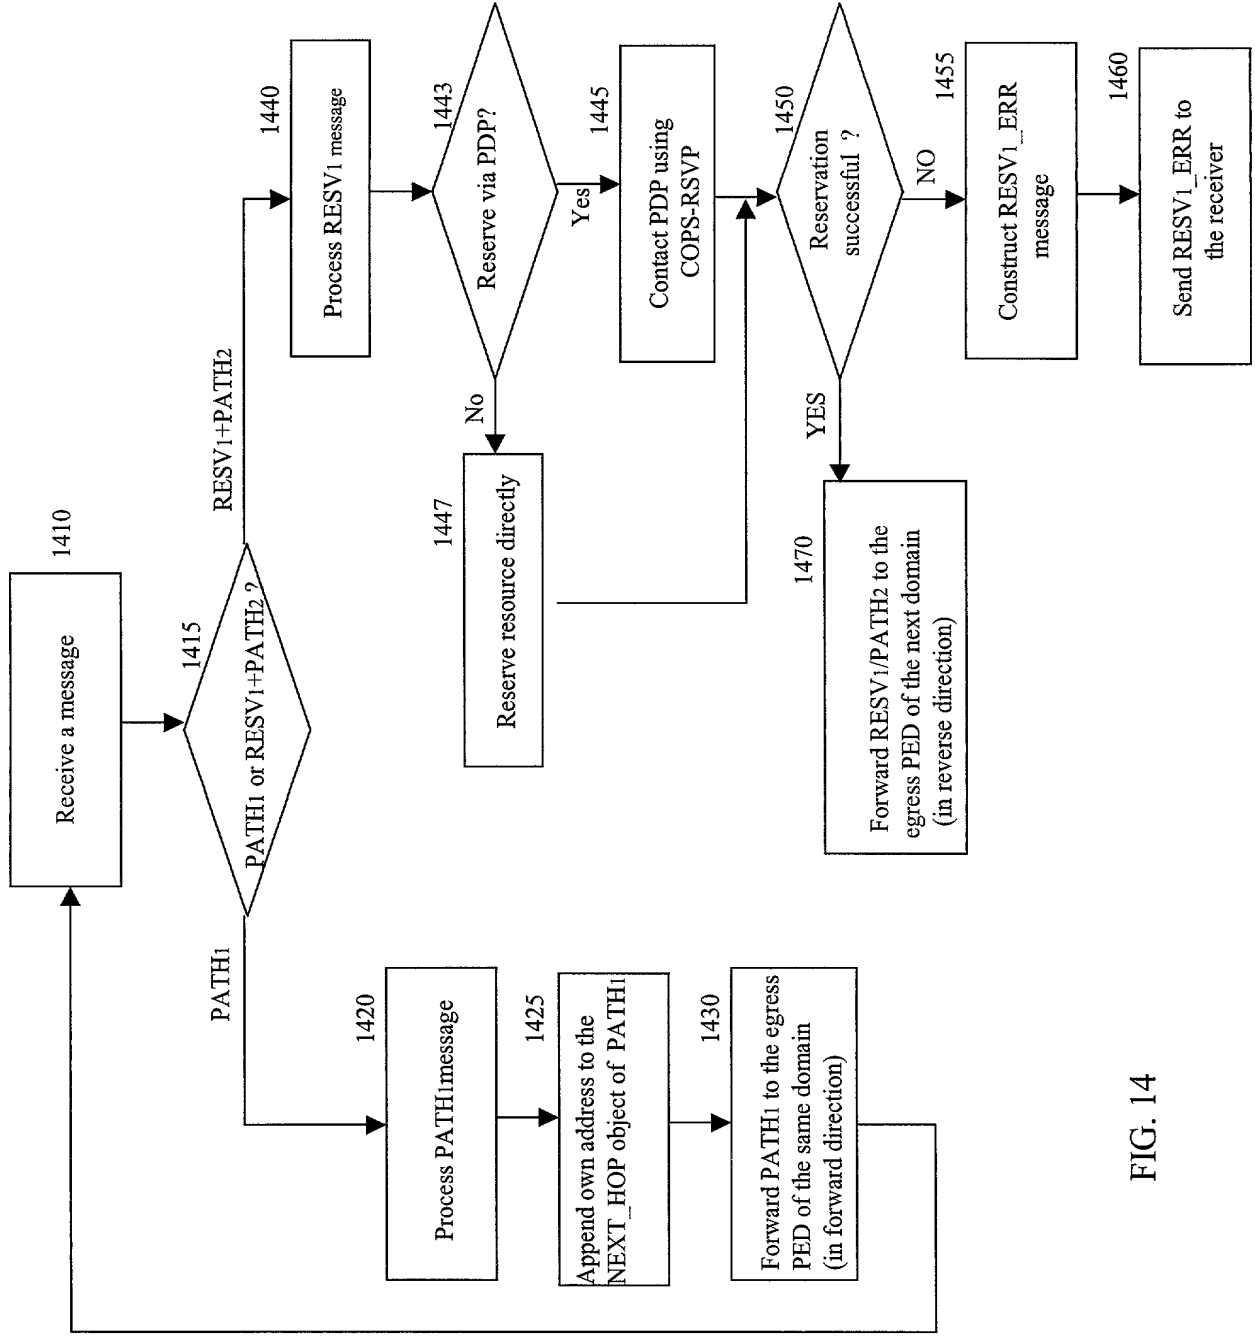 1410
Receive a message
1415
PATH1 or RESV1+PATH2 ?
PATH1
RESV1+PATH2
1420
Process PATH1message
1425
Append own address to the
NEXT_HOP object of PATH1
1430
Forward PATH1 to the egress
PED of the same domain
(in forward direction)
1440
Process RESV1 message
1443
Reserve via PDP?
No
Yes
1447
Reserve resource directly
1445
Contact PDP using
COPS-RSVP
1450
Reservation
successful ?
YES
NO
1470
Forward RESV1/PATH2 to the
egress PED of the next domain
(in reverse direction)
1455
Construct RESV1_ERR
message
1460
Send RESV1_ERR to
the receiver
FIG. 14